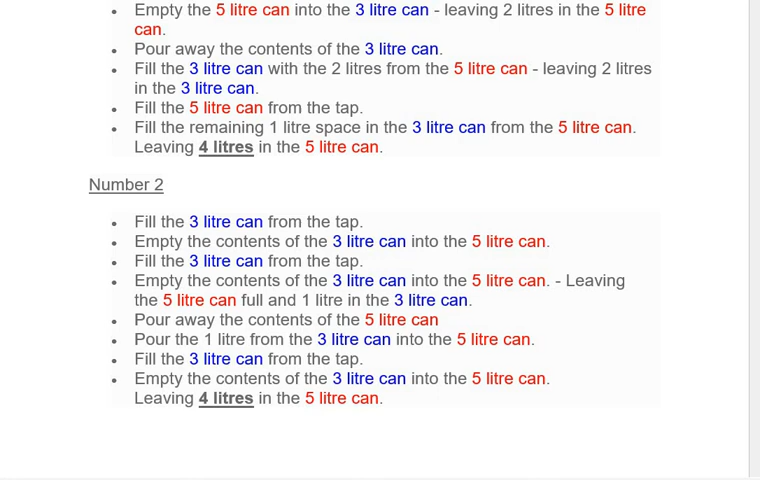 Empty the 5 litre can into the 3 litre can - leaving 2 litres in the 5 litre
can.
Pour away the contents of the 3 litre can.
Fill the 3 litre can with the 2 litres from the 5 litre can - leaving 2 litres
in the 3 litre can.
Fill the 5 litre can from the tap.
Fill the remaining 1 litre space in the 3 litre can from the 5 litre can.
Leaving 4 litres in the 5 litre can.
Number 2
Fill the 3 litre can from the tap.
Empty the contents of the 3 litre can into the 5 litre can.
Fill the 3 litre can from the tap.
Empty the contents of the 3 litre can into the 5 litre can. - Leaving
the 5 litre can full and 1 litre in the 3 litre can.
Pour away the contents of the 5 litre can
Pour the 1 litre from the 3 litre can into the 5 litre can.
Fill the 3 litre can from the tap.
Empty the contents of the 3 litre can into the 5 litre can.
Leaving 4 litres in the 5 litre can.